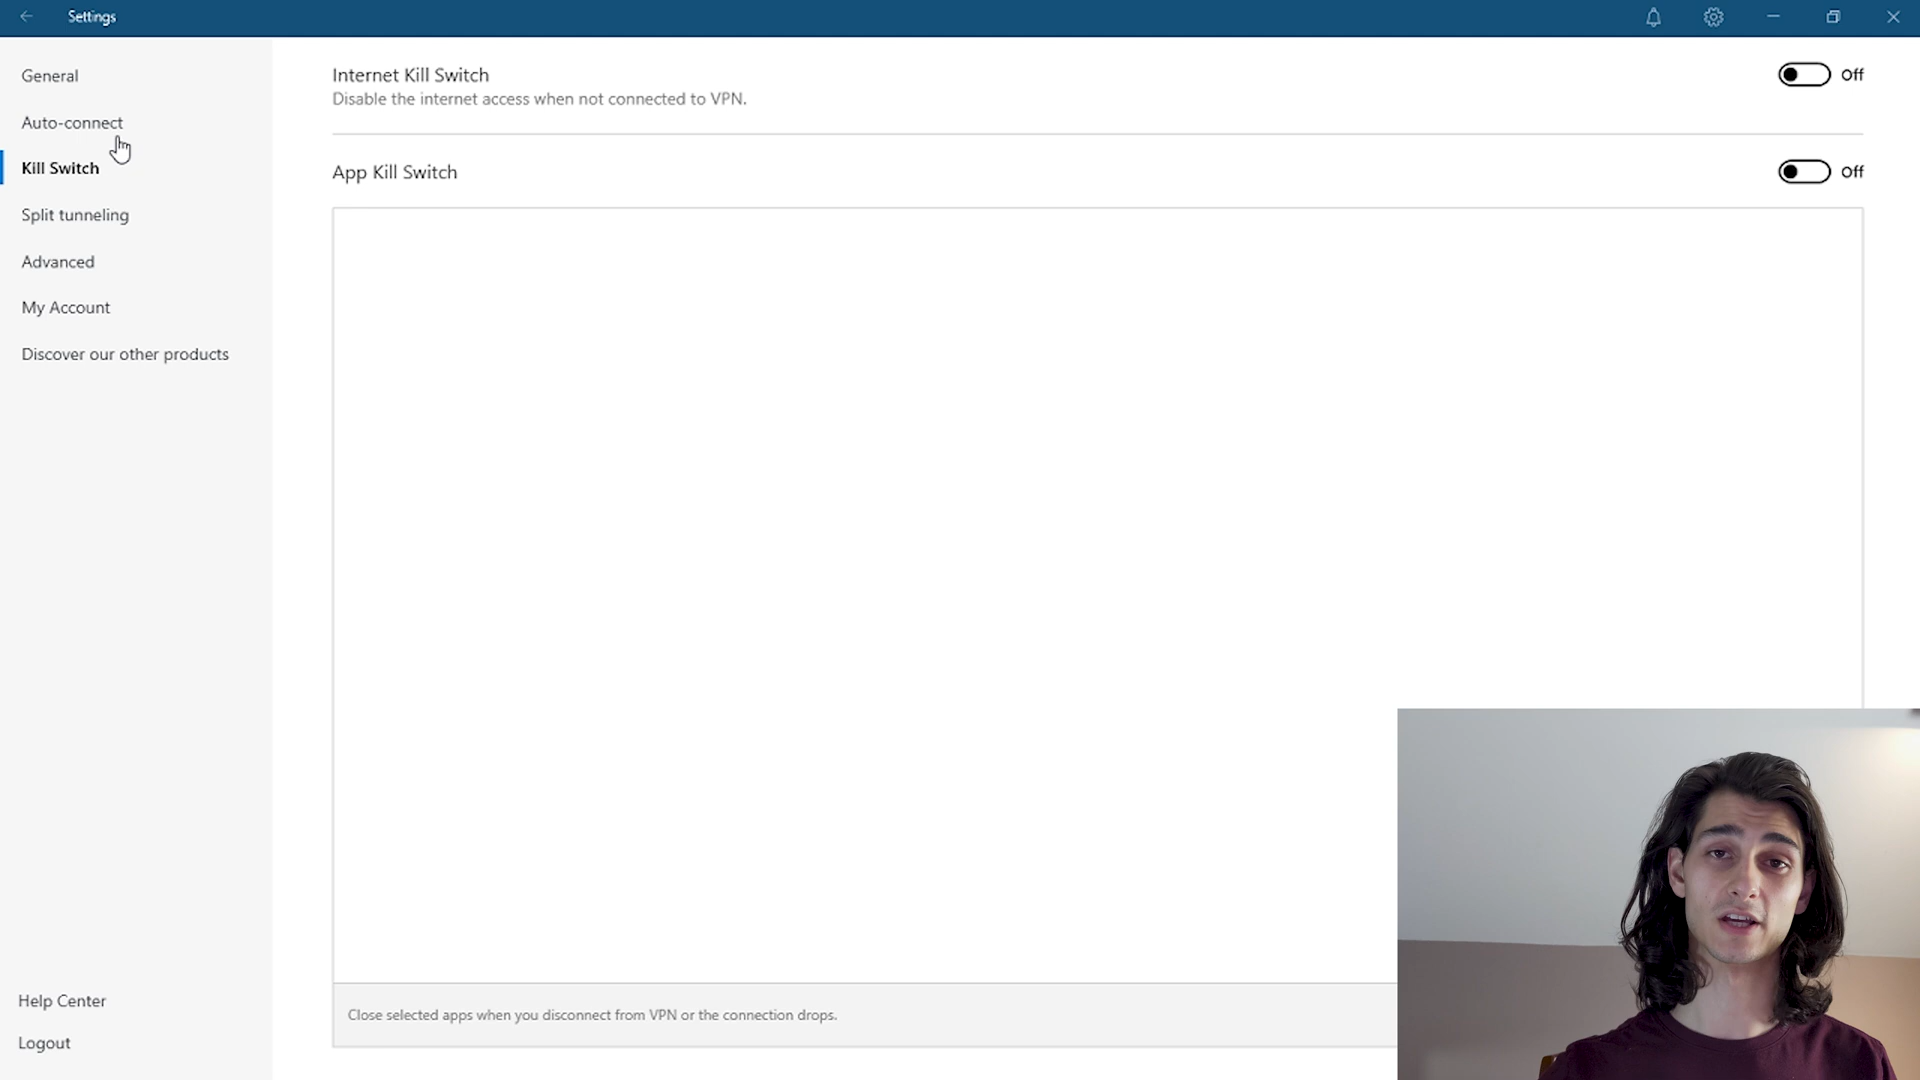 Settings
General
Auto-connect
Kill Switch
Split tunneling
Advanced
My Account
Discover our other products
Help Center
Logout
Internet Kill Switch
Off
Disable the internet access when not connected to VPN.
App Kill Switch
Off
Close selected apps when you disconnect from VPN or the connection drops.